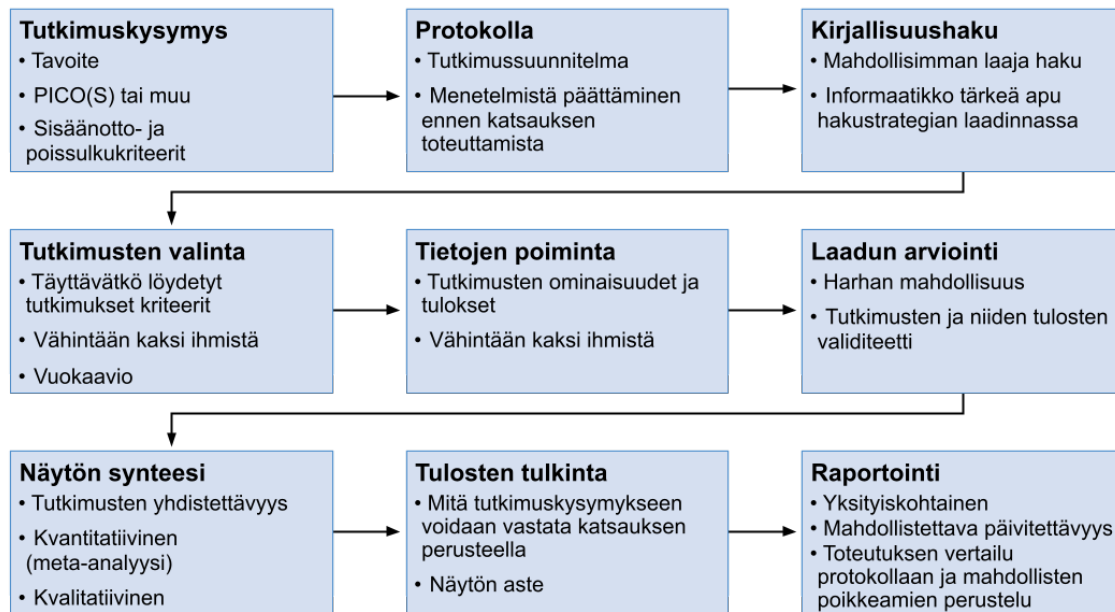 Tutkimuskysymys
• Tavoite
• PICO(S) tai muu
• Sisäänotto- ja
poissulkukriteerit
Protokolla
• Tutkimussuunnitelma
• Menetelmistä päättäminen
ennen katsauksen
toteuttamista
Kirjallisuushaku
• Mahdollisimman laaja haku
• Informaatikko tärkeä apu
hakustrategian laadinnassa
Tutkimusten valinta
• Täyttävätkö löydetyt
tutkimukset kriteerit
• Vähintään kaksi ihmistä
• Vuokaavio
Tietojen poiminta
• Tutkimusten ominaisuudet ja
tulokset
• Vähintään kaksi ihmistä
Laadun arviointi
• Harhan mahdollisuus
• Tutkimusten ja niiden tulosten
validiteetti
Näytön synteesi
• Tutkimusten yhdistettävyys
• Kvantitatiivinen
(meta-analyysi)
• Kvalitatiivinen
Tulosten tulkinta
• Mitä tutkimuskysymykseen
voidaan vastata katsauksen
perusteella
• Näytön aste
Raportointi
• Yksityiskohtainen
• Mahdollistettava päivitettävyys
• Toteutuksen vertailu
protokollaan ja mahdollisten
poikkeamien perustelu